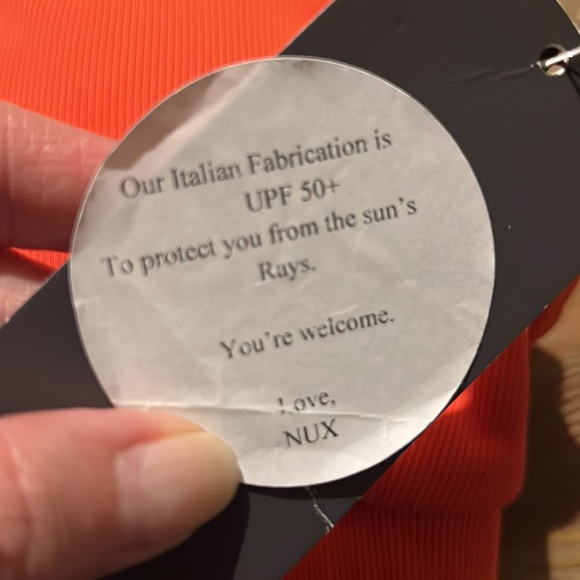 Our Italian Fabrication is
UPF 50+
To protect you from the sun's
Rays.
You're welcome.
Love,
NUX